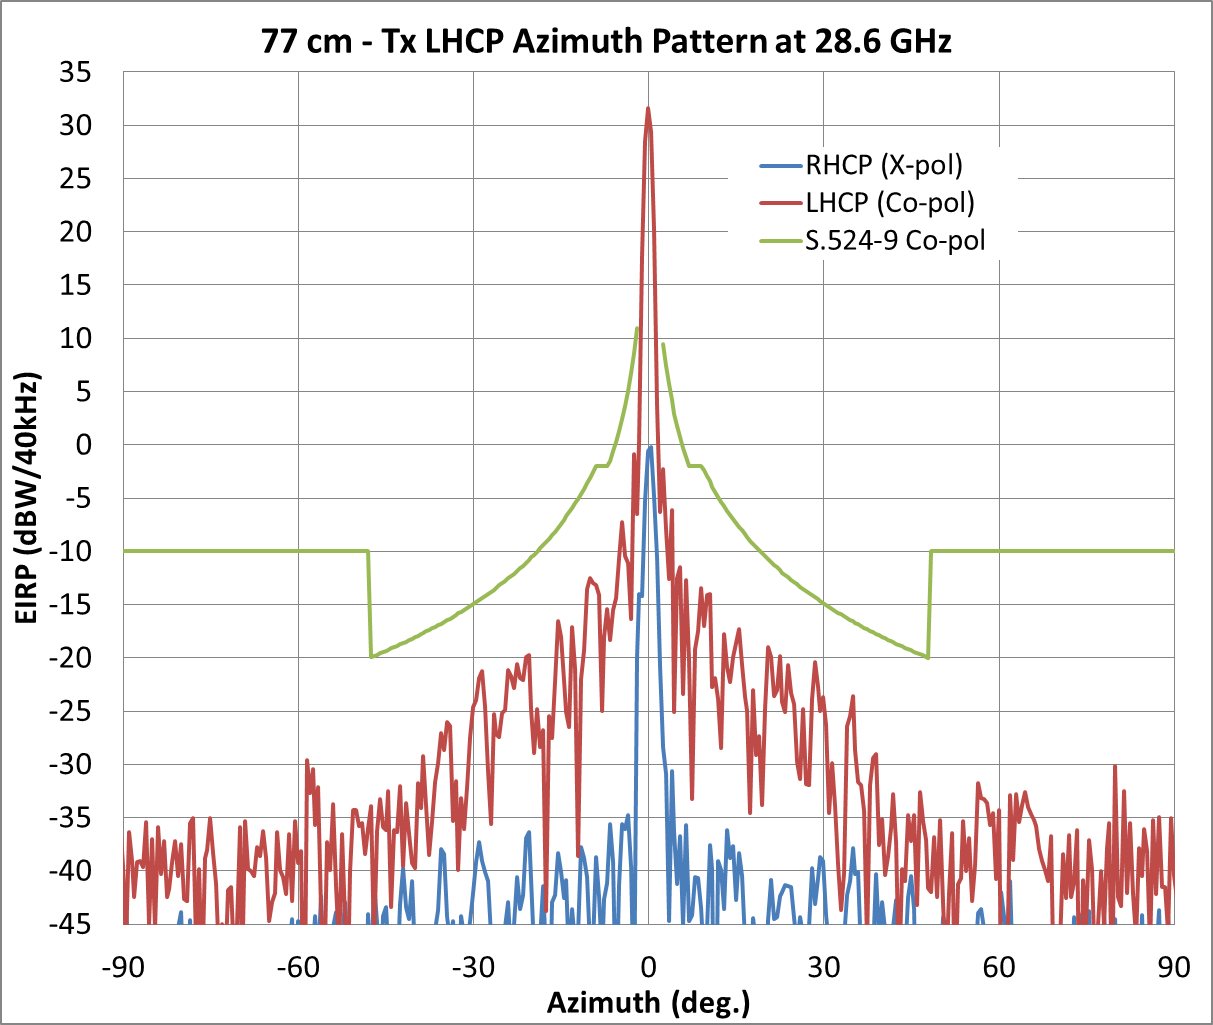 77 cm - Tx LHCP Azimuth Pattern at 28.6 GHz
35
30
25
20
15
10
5
0
-5
-10
-15
-20
-25
-30
-35
-40
-45
EIRP (dBW/40kHz)
RHCP (X-pol)
LHCP (Co-pol)
S.524-9 Co-pol
-90 -60 -30 0 30 60 90
Azimuth (deg.)